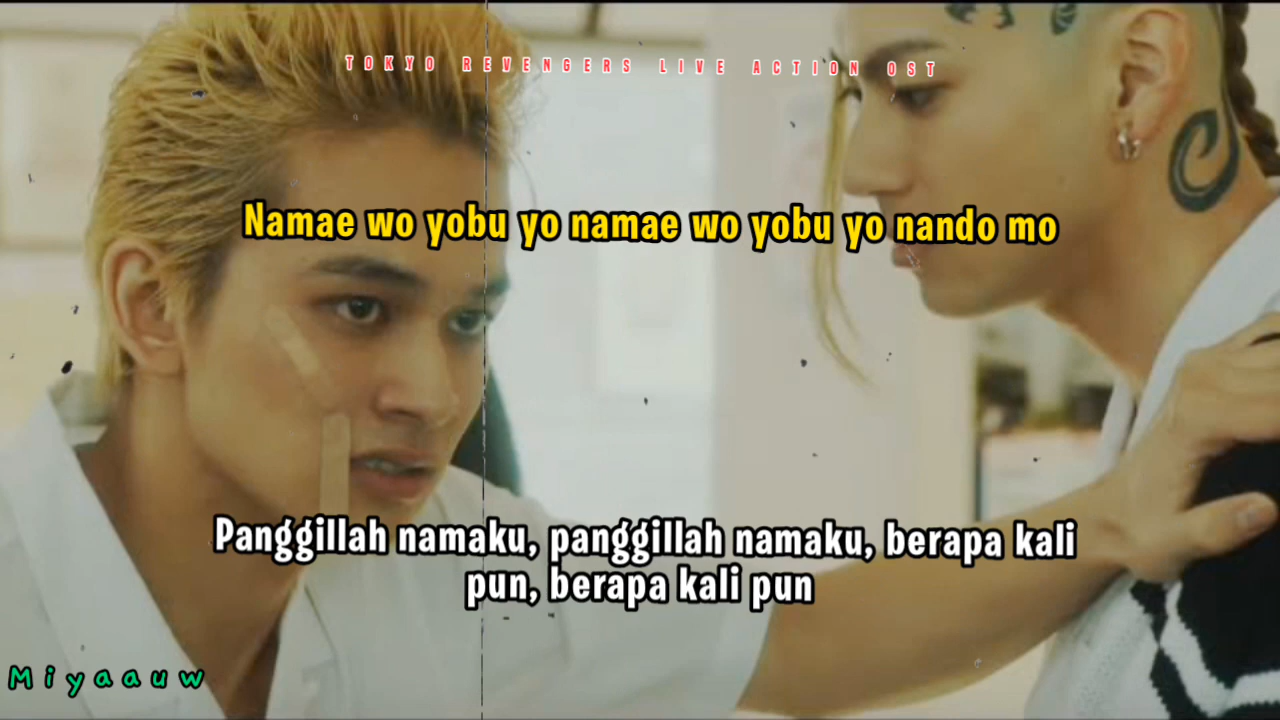 TOKYO REVENGERS LIVE ACTION OST
Namae wo yobu yo namae wo yobu yo nando mo
Panggillah namaku, panggillah namaku, berapa kali
pun, berapa kali pun
Miyaauw